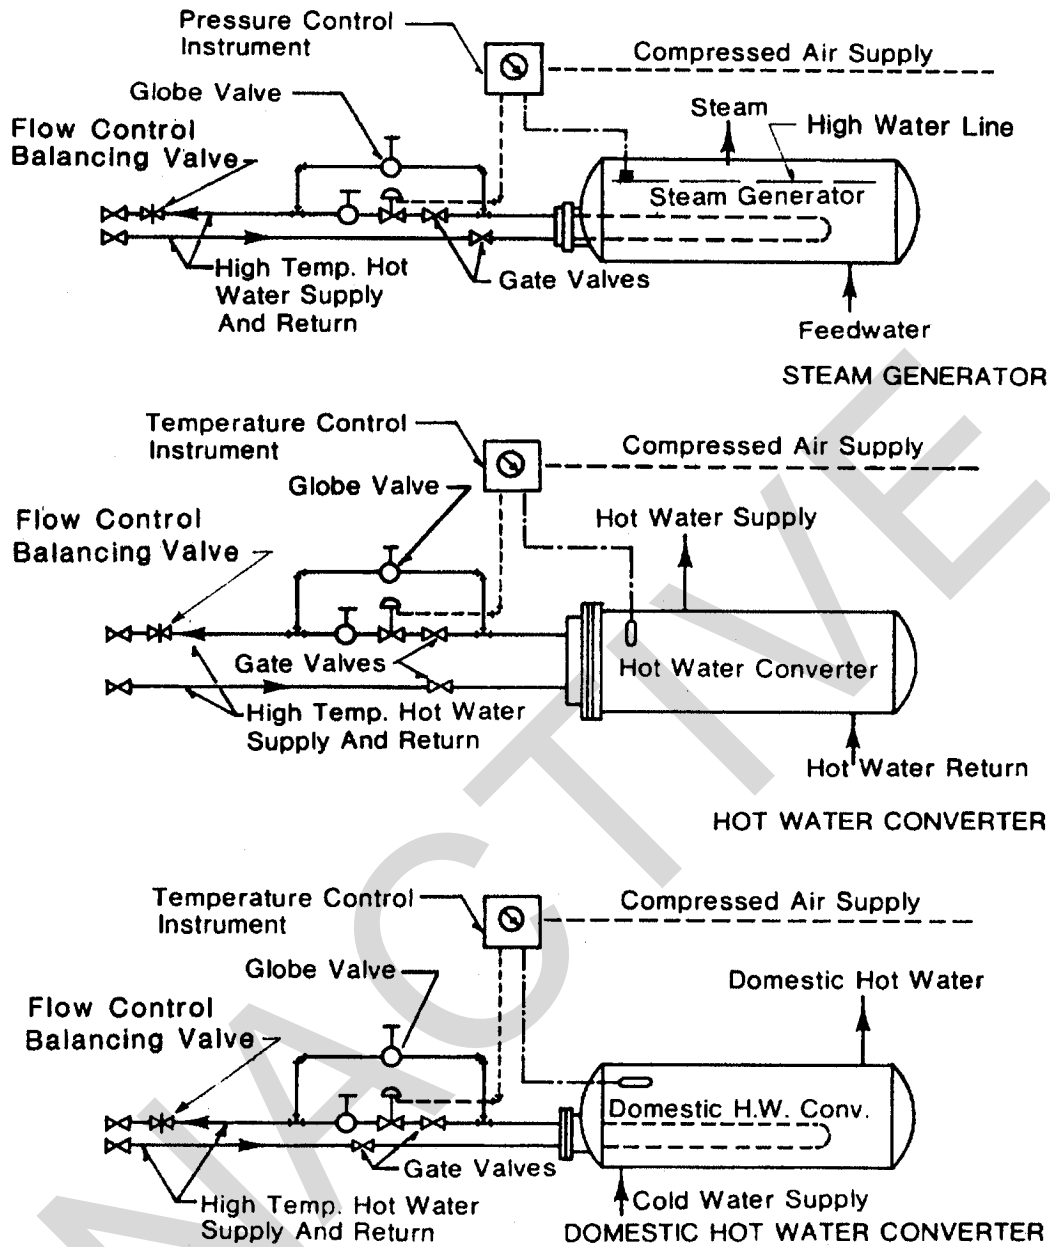 Pressure Control
Instrument
Compressed Air Supply
Globe Valve
Steam
High Water Line
Flow Control
Balancing Valve
Steam Generator
High Temp. Hot
Water Supply
And Return
Gate Valves
Feedwater
STEAM GENERATOR
Temperature Control
Instrument
Compressed Air Supply
Globe Valve
Hot Water Supply
Flow Control
Balancing Valve
Gate Valves
Hot Water Converter
High Temp. Hot Water
Supply And Return
Hot Water Return
HOT WATER CONVERTER
Temperature Control
Instrument
Compressed Air Supply
Globe Valve
Domestic Hot Water
Flow Control
Balancing Valve
Domestic H.W. Conv.
Gate Valves
High Temp. Hot Water
Supply And Return
Cold Water Supply
DOMESTIC HOT WATER CONVERTER
NACTIVE